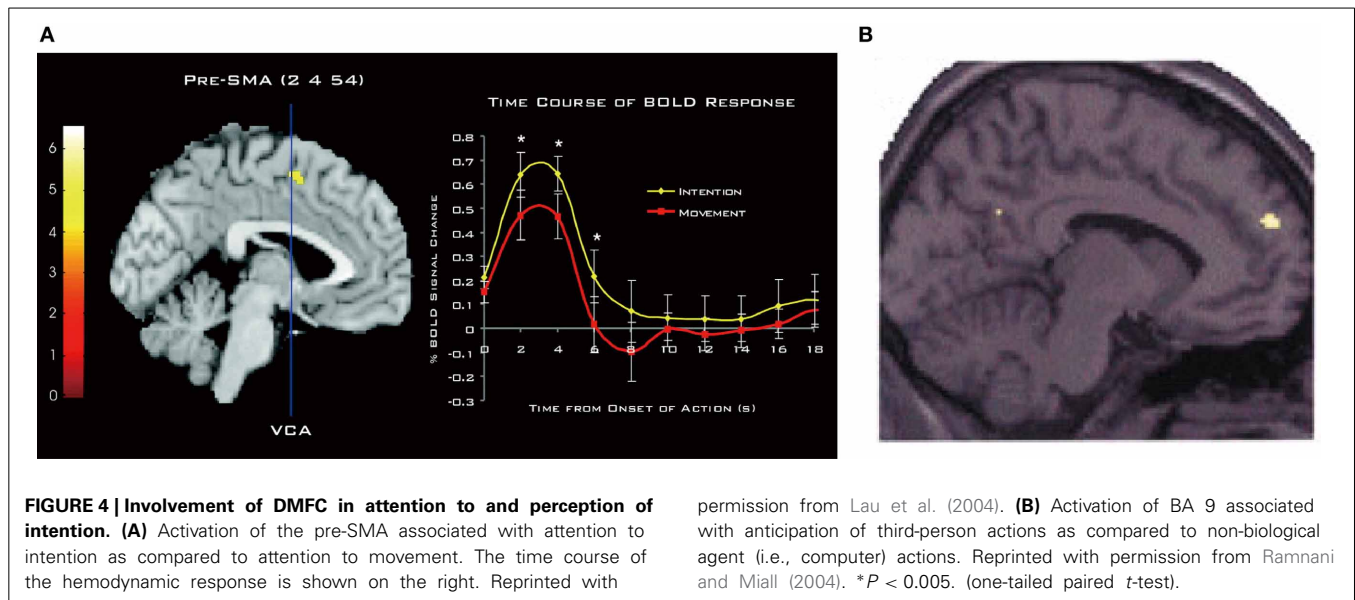 A
B
PRE-SMA (2 4 54)
6
5
4
3
2
1
0
VCA
TIME COURSE OF BOLD RESPONSE
% BOLD SIGNAL CHANGE
0.8
0.7
0.6
0.5
0.4
0.3
0.2
0.1
0
-0.1
-0.2
-0.3
* * *
INTENTION
MOVEMENT
0 2 4 6 8 10 12 14 16 18
TIME FROM ONSET OF ACTION (S)
FIGURE 4 | Involvement of DMFC in attention to and perception of
intention. (A) Activation of the pre-SMA associated with attention to
intention as compared to attention to movement. The time course of
the hemodynamic response is shown on the right. Reprinted with
permission from Lau et al. (2004). (B) Activation of BA 9 associated
with anticipation of third-person actions as compared to non-biological
agent (i.e., computer) actions. Reprinted with permission from Ramnani
and Miall (2004). *P < 0.005. (one-tailed paired t-test).